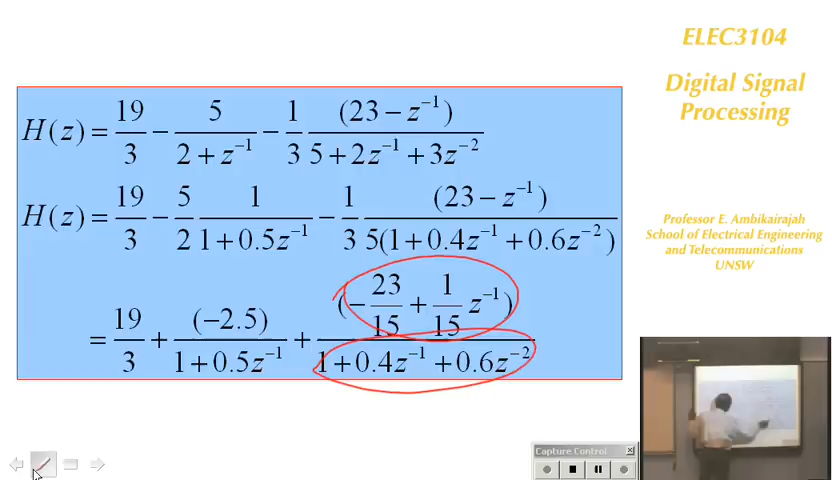 ELEC3104
Digital Signal
Processing
H(z) = 19/3 − 5/(2 + z⁻¹) − 1/3 (23 − z⁻¹)/(5 + 2z⁻¹ + 3z⁻²)
H(z) = 19/3 − 5/2 1/(1 + 0.5z⁻¹) − 1/3 (23 − z⁻¹)/(5(1 + 0.4z⁻¹ + 0.6z⁻²))
= 19/3 + (−2.5)/(1 + 0.5z⁻¹) + (−23/15 + 1/15 z⁻¹)/(1 + 0.4z⁻¹ + 0.6z⁻²)
Professor E. Ambikairajah
School of Electrical Engineering
and Telecommunications
UNSW
Capture Control